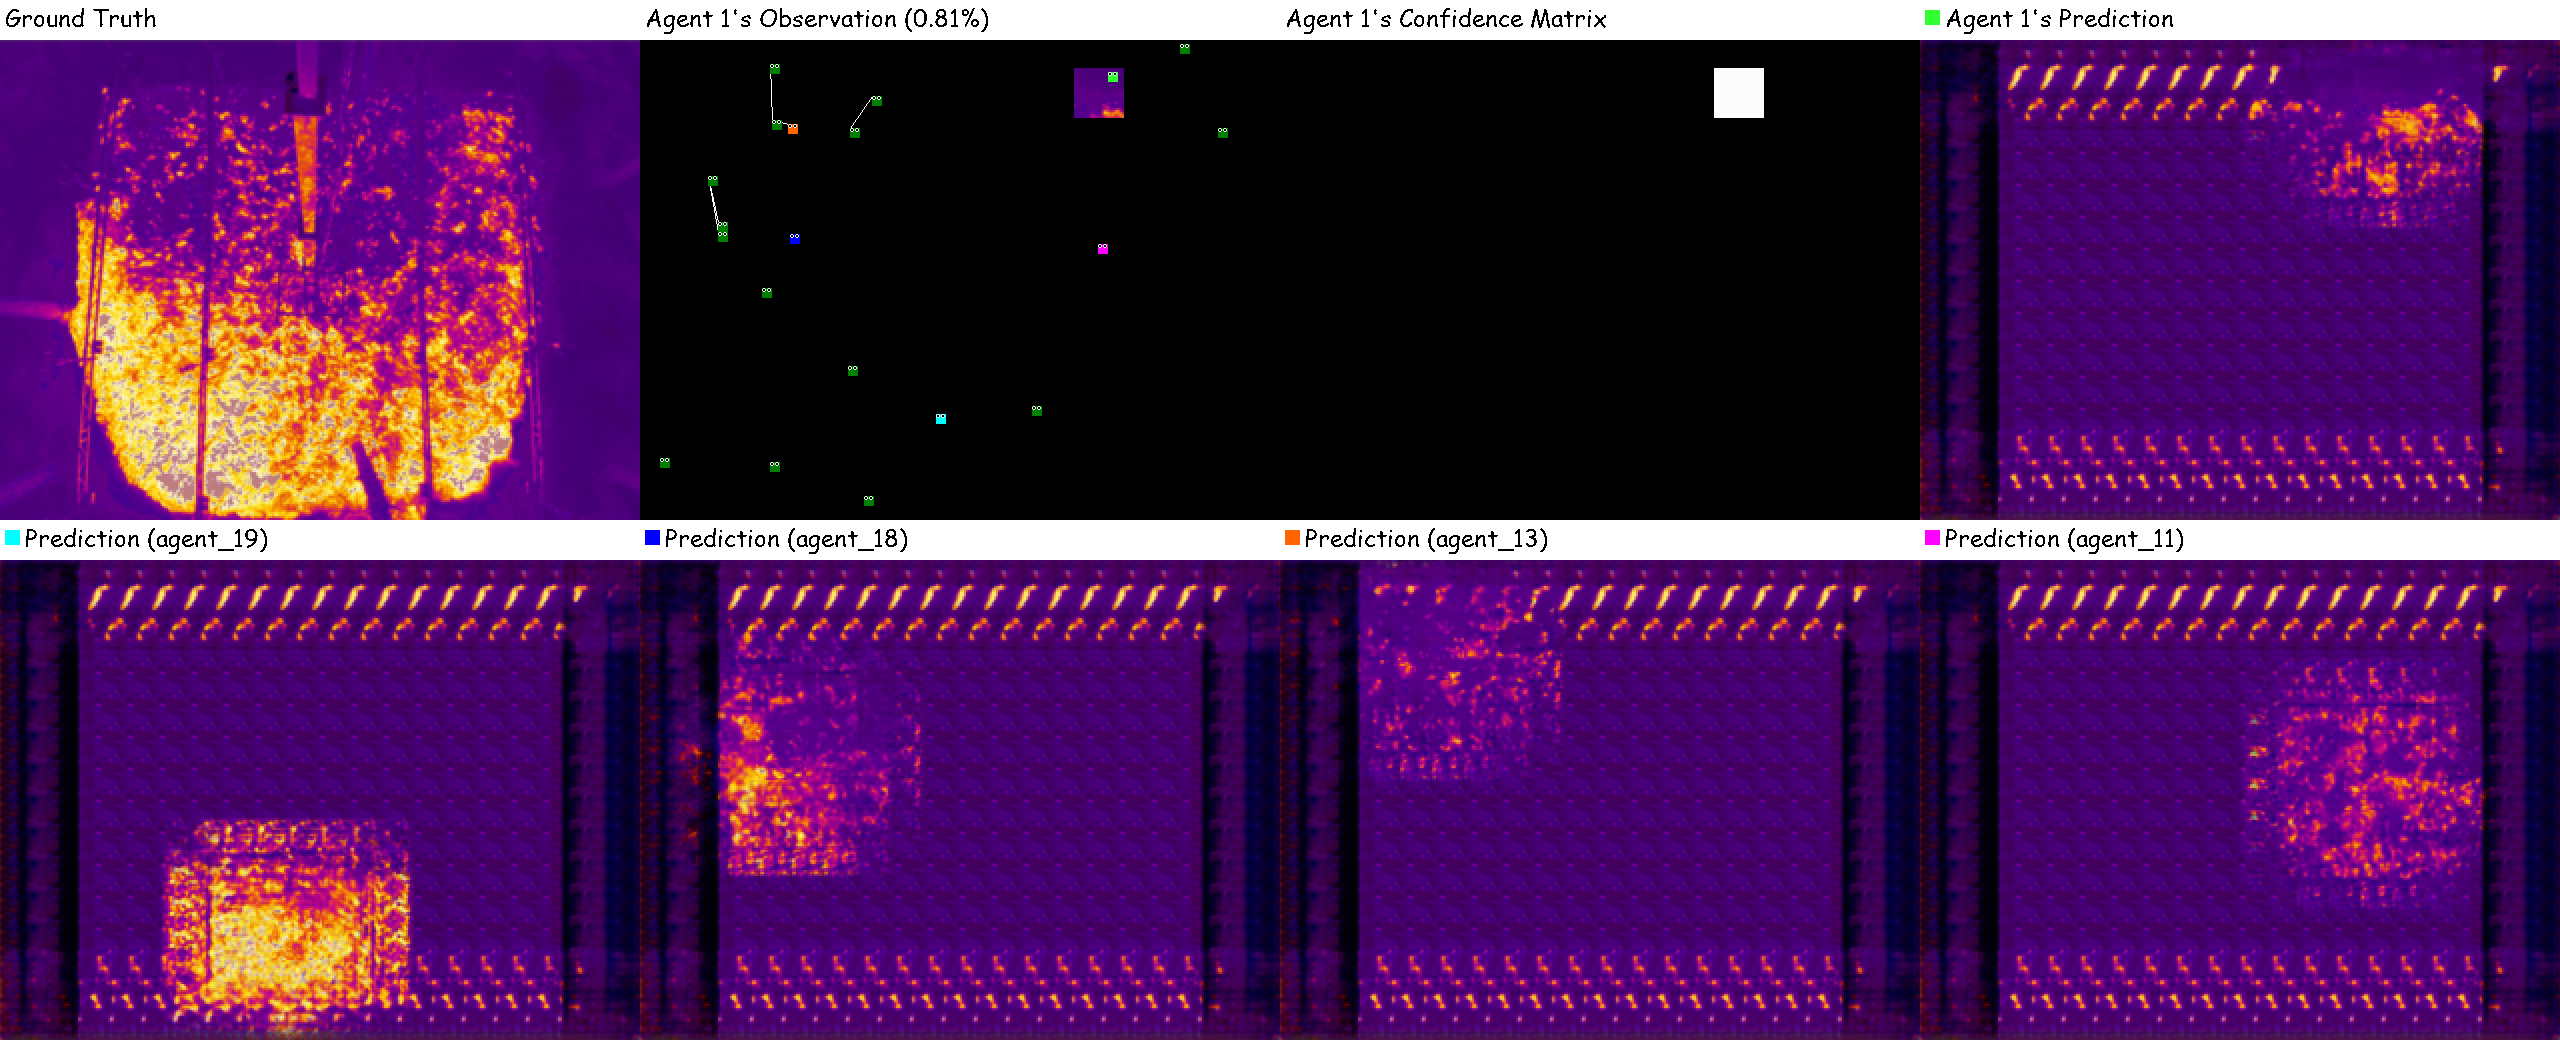 Ground Truth
Agent 1's Observation (0.81%)
Agent 1's Confidence Matrix
Agent 1's Prediction
Prediction (agent_19)
Prediction (agent_18)
Prediction (agent_13)
Prediction (agent_11)